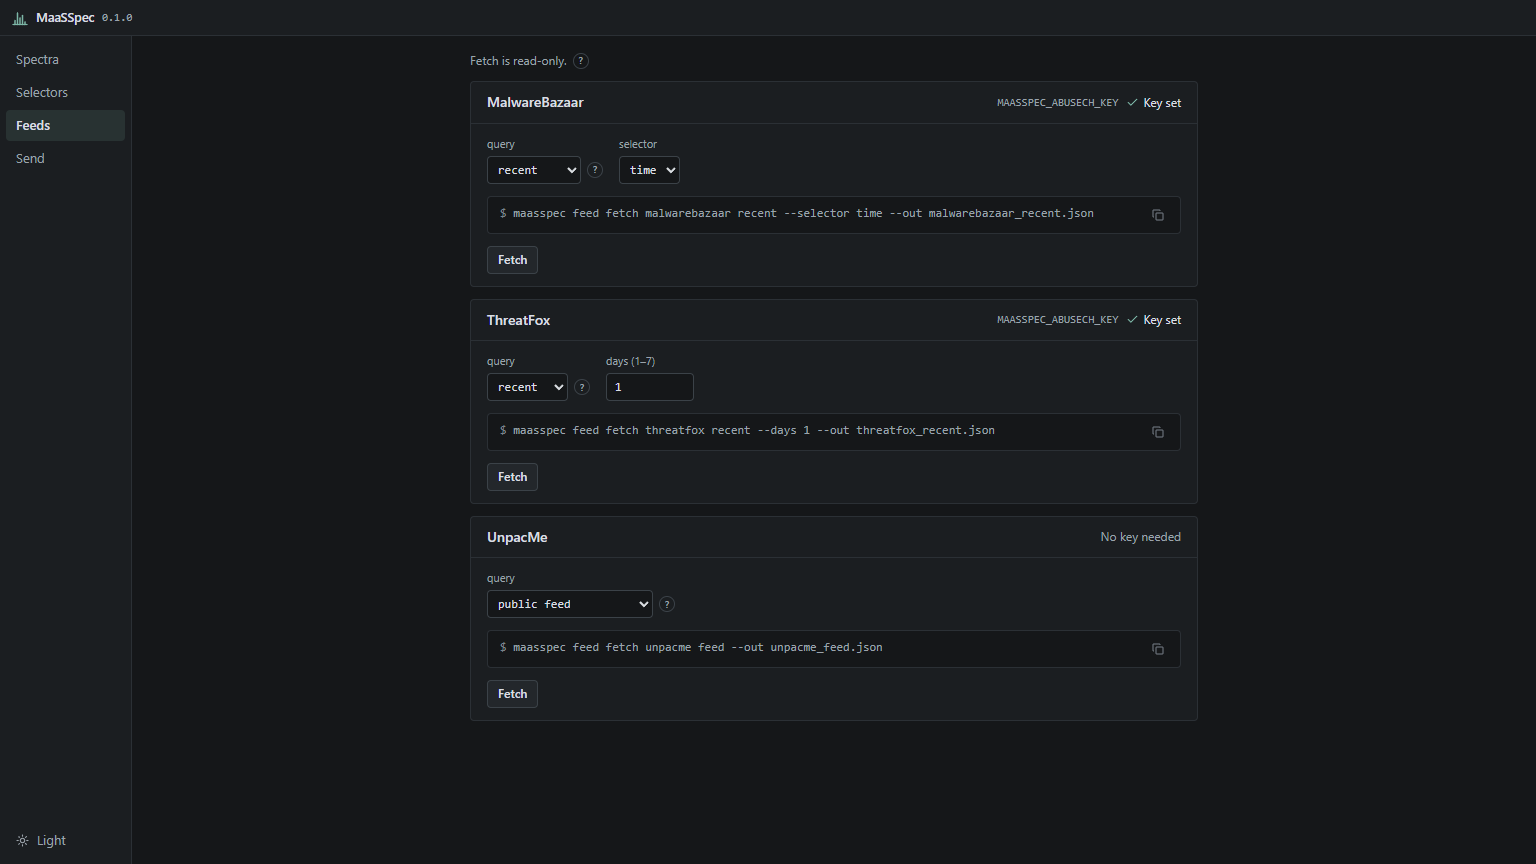 MaaSSpec 0.1.0
Spectra
Selectors
Feeds
Send
Light
Fetch is read-only. ?
MalwareBazaar MAASSPEC_ABUSECH_KEY ✓ Key set
query selector
recent ? time
$ maasspec feed fetch malwarebazaar recent --selector time --out malwarebazaar_recent.json
Fetch
ThreatFox MAASSPEC_ABUSECH_KEY ✓ Key set
query days (1–7)
recent ? 1
$ maasspec feed fetch threatfox recent --days 1 --out threatfox_recent.json
Fetch
UnpacMe No key needed
query
public feed ?
$ maasspec feed fetch unpacme feed --out unpacme_feed.json
Fetch